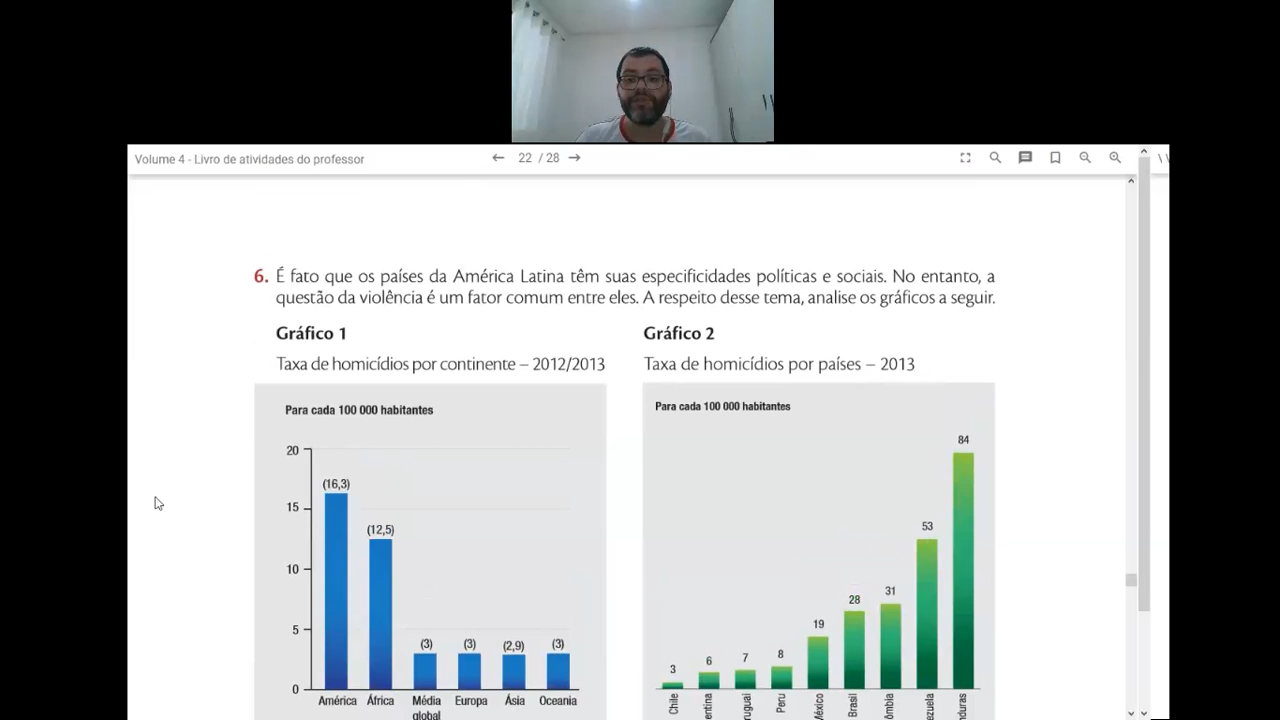 Volume 4 - Livro de atividades do professor
22 / 28
6. É fato que os países da América Latina têm suas especificidades políticas e sociais. No entanto, a
questão da violência é um fator comum entre eles. A respeito desse tema, analise os gráficos a seguir.
Gráfico 1
Taxa de homicídios por continente – 2012/2013
Para cada 100 000 habitantes
20
15
10
5
0
(16,3)
(12,5)
(3)
(3)
(2,9)
(3)
América
África
Média
global
Europa
Ásia
Oceania
Gráfico 2
Taxa de homicídios por países – 2013
Para cada 100 000 habitantes
3
6
7
8
19
28
31
53
84
Chile
Peru
México
Brasil